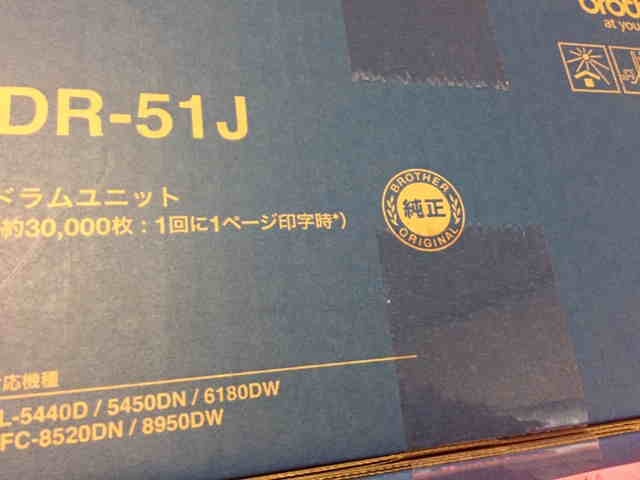 at you
DR-51J
BROTHER
純正
ORIGINAL
ドラムユニット
約30,000枚：1回に1ページ印字時*)
応機種
L-5440D / 5450DN / 6180DW
FC-8520DN / 8950DW